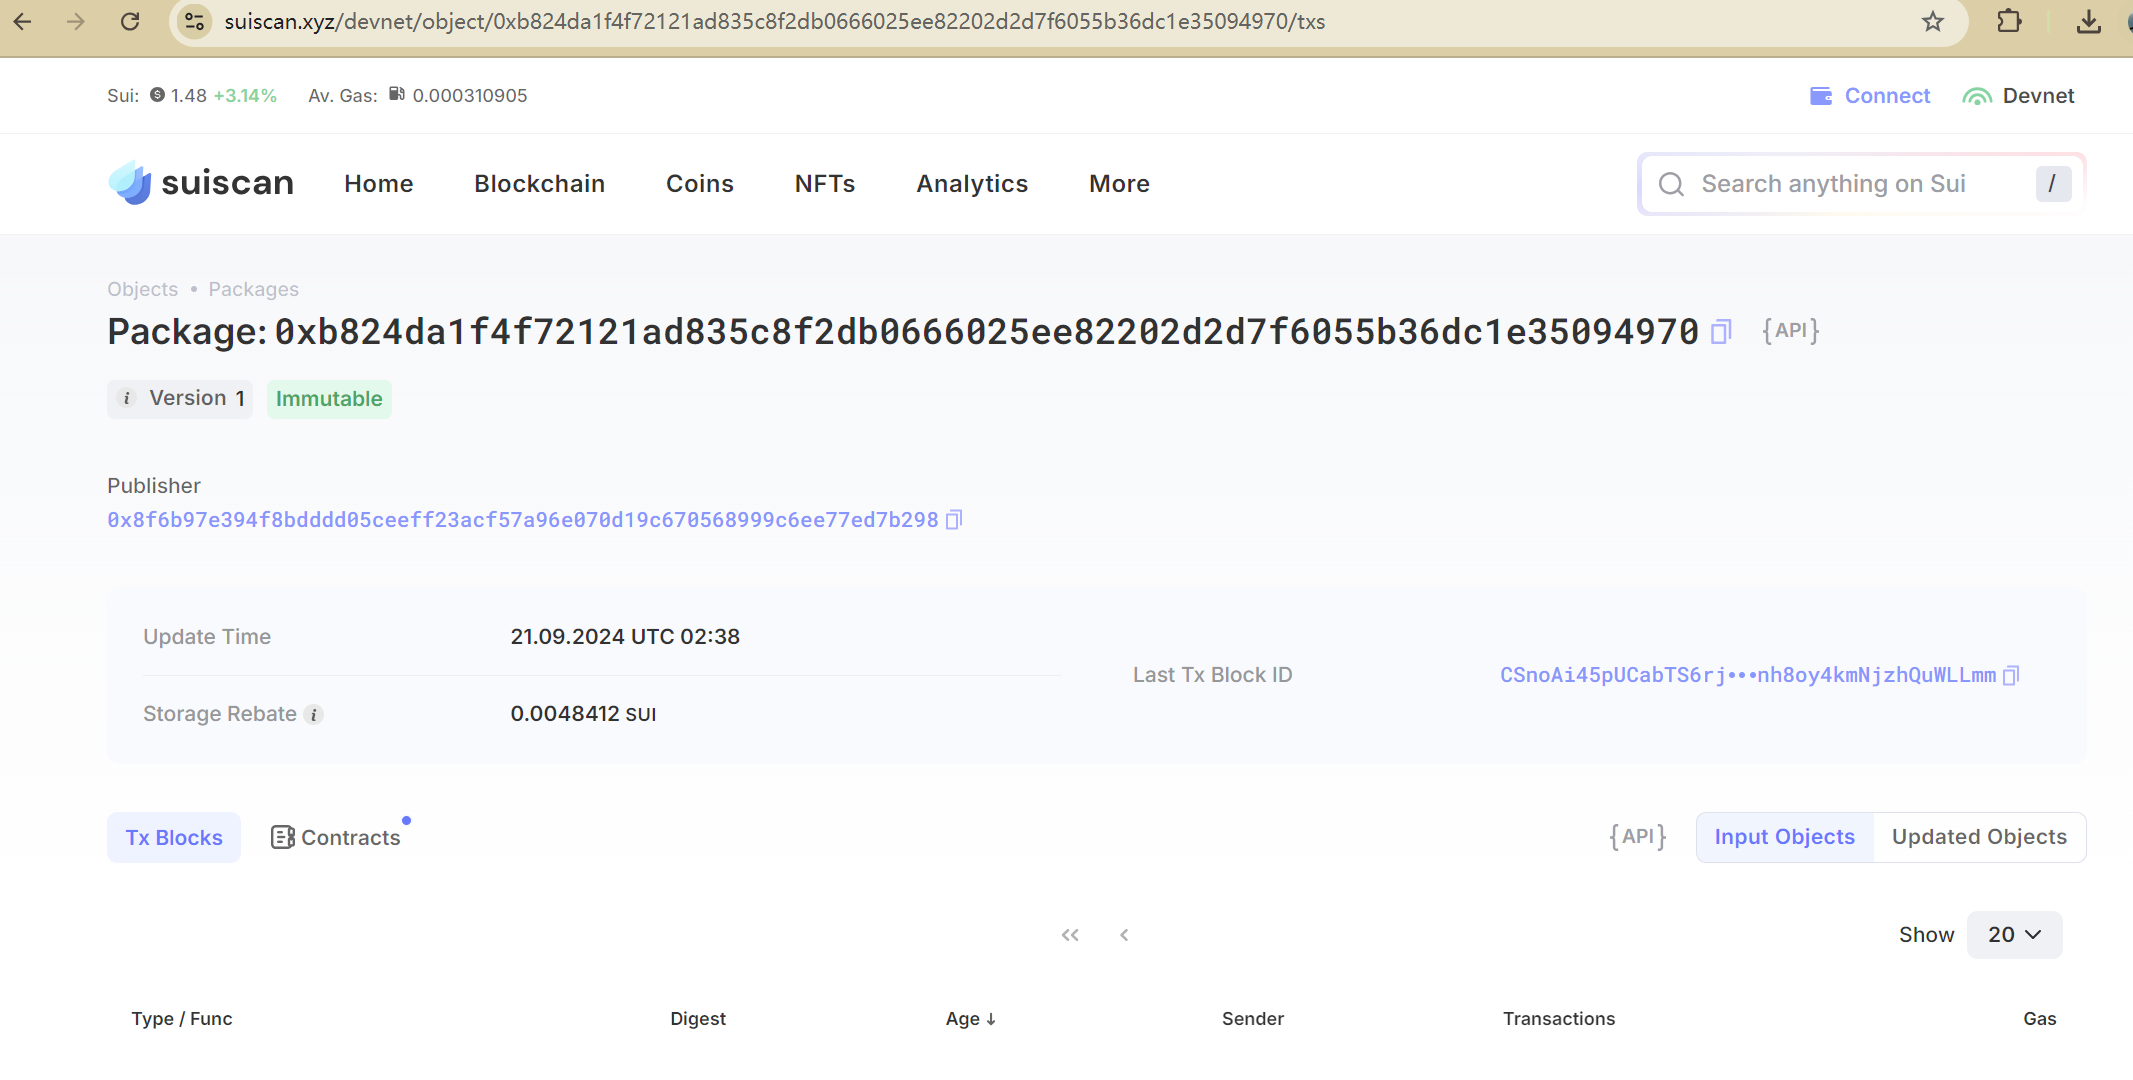 suiscan.xyz/devnet/object/0xb824da1f4f72121ad835c8f2db0666025ee82202d2d7f6055b36dc1e35094970/txs
Sui: 1.48 +3.14% Av. Gas: 0.000310905 Connect Devnet
suiscan Home Blockchain Coins NFTs Analytics More Search anything on Sui /
Objects • Packages
Package: 0xb824da1f4f72121ad835c8f2db0666025ee82202d2d7f6055b36dc1e35094970 {API}
i Version 1 Immutable
Publisher
0x8f6b97e394f8bdddd05ceeff23acf57a96e070d19c670568999c6ee77ed7b298
Update Time 21.09.2024 UTC 02:38
Last Tx Block ID CSnoAi45pUCabTS6rj•••nh8oy4kmNjzhQuWLLmm
Storage Rebate i 0.0048412 SUI
Tx Blocks Contracts {API} Input Objects Updated Objects
Show 20
Type / Func Digest Age ↓ Sender Transactions Gas